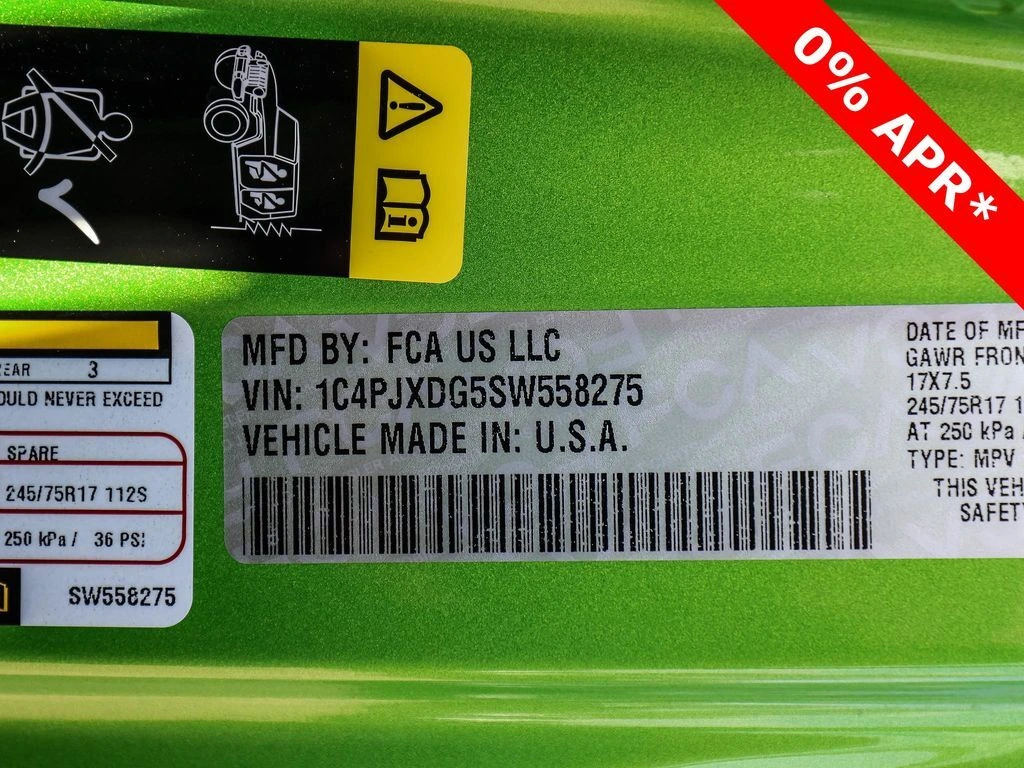 0% APR*
MFD BY: FCA US LLC
VIN: 1C4PJXDG5SW558275
VEHICLE MADE IN: U.S.A.
DATE OF MF
GAWR FRON
17X7.5
245/75R17 1
AT 250 kPa
TYPE: MPV
THIS VEH
SAFET
EAR 3
OULD NEVER EXCEED
SPARE
245/75R17 112S
250 kPa / 36 PSI
SW558275